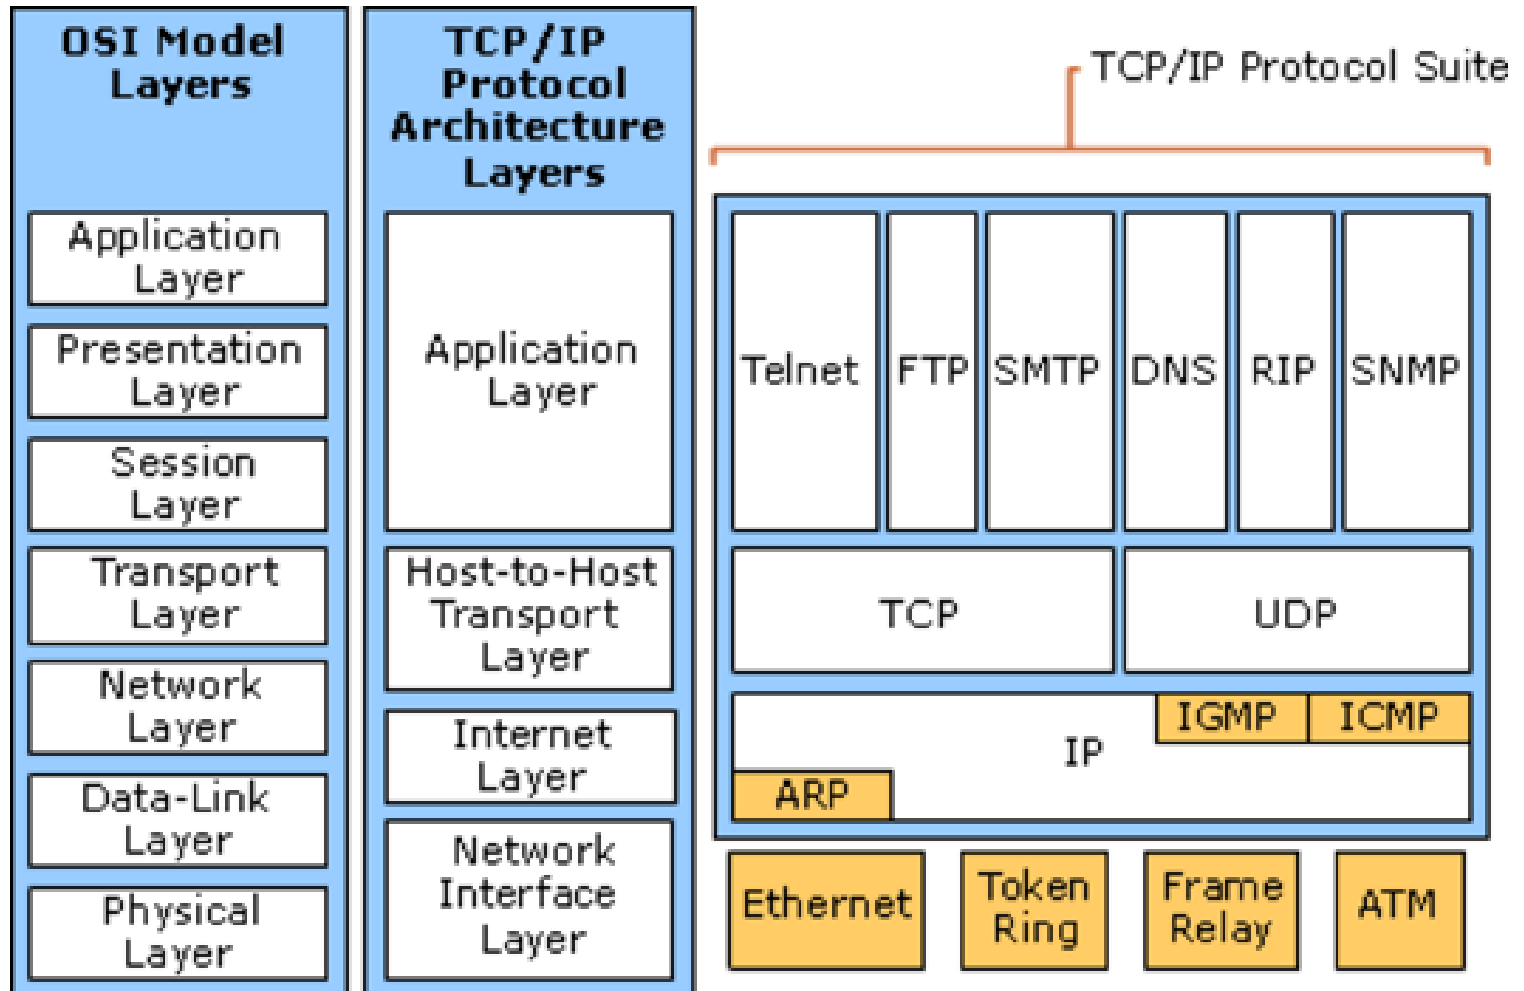 OSI Model
Layers
Application
Layer
Presentation
Layer
Session
Layer
Transport
Layer
Network
Layer
Data-Link
Layer
Physical
Layer
TCP/IP
Protocol
Architecture
Layers
Application
Layer
Host-to-Host
Transport
Layer
Internet
Layer
Network
Interface
Layer
TCP/IP Protocol Suite
Telnet
FTP
SMTP
DNS
RIP
SNMP
TCP
UDP
IGMP
ICMP
IP
ARP
Ethernet
Token
Ring
Frame
Relay
ATM